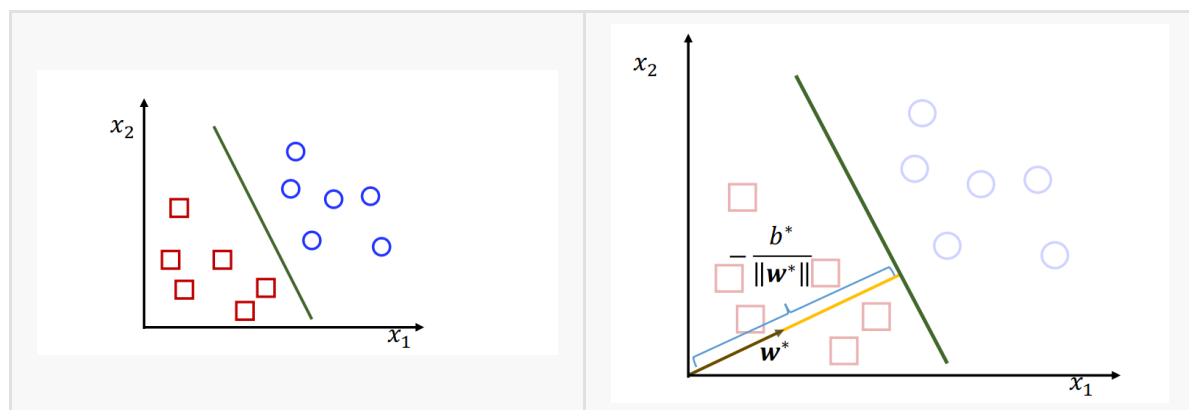 x₂
x₁
x₂
− b* / ||w*||
w*
x₁